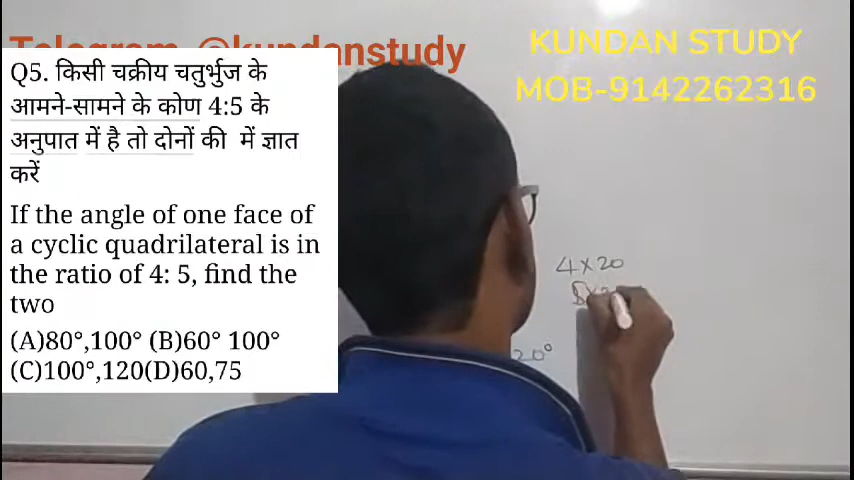 Telegram @kundanstudy
KUNDAN STUDY
MOB-9142262316
Q5. किसी चक्रीय चतुर्भुज के
आमने-सामने के कोण 4:5 के
अनुपात में है तो दोनों की में ज्ञात
करें
If the angle of one face of
a cyclic quadrilateral is in
the ratio of 4: 5, find the
two
(A)80°,100° (B)60° 100°
(C)100°,120(D)60,75
4×20
5×
20°